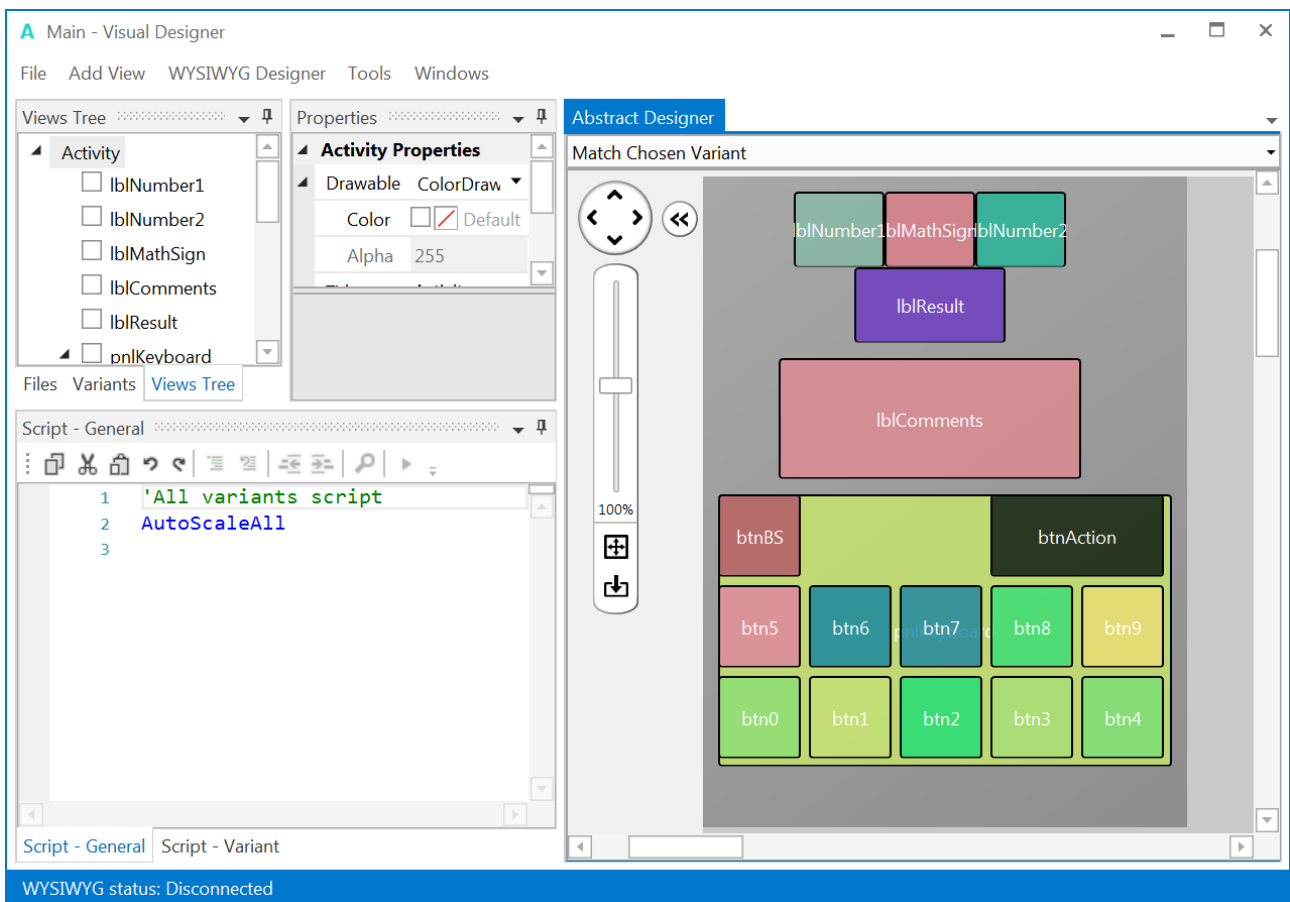 A Main - Visual Designer
File Add View WYSIWYG Designer Tools Windows
Views Tree
Activity
lblNumber1
lblNumber2
lblMathSign
lblComments
lblResult
pnlKeyboard
Files Variants Views Tree
Properties
Activity Properties
Drawable ColorDraw
Color Default
Alpha 255
Script - General
1 'All variants script
2 AutoScaleAll
3
Script - General Script - Variant
Abstract Designer
Match Chosen Variant
100%
lblNumber1 lblMathSign lblNumber2
lblResult
lblComments
btnBS btnAction
btn5 btn6 btn7 btn8 btn9
pnlKeyboard
btn0 btn1 btn2 btn3 btn4
WYSIWYG status: Disconnected